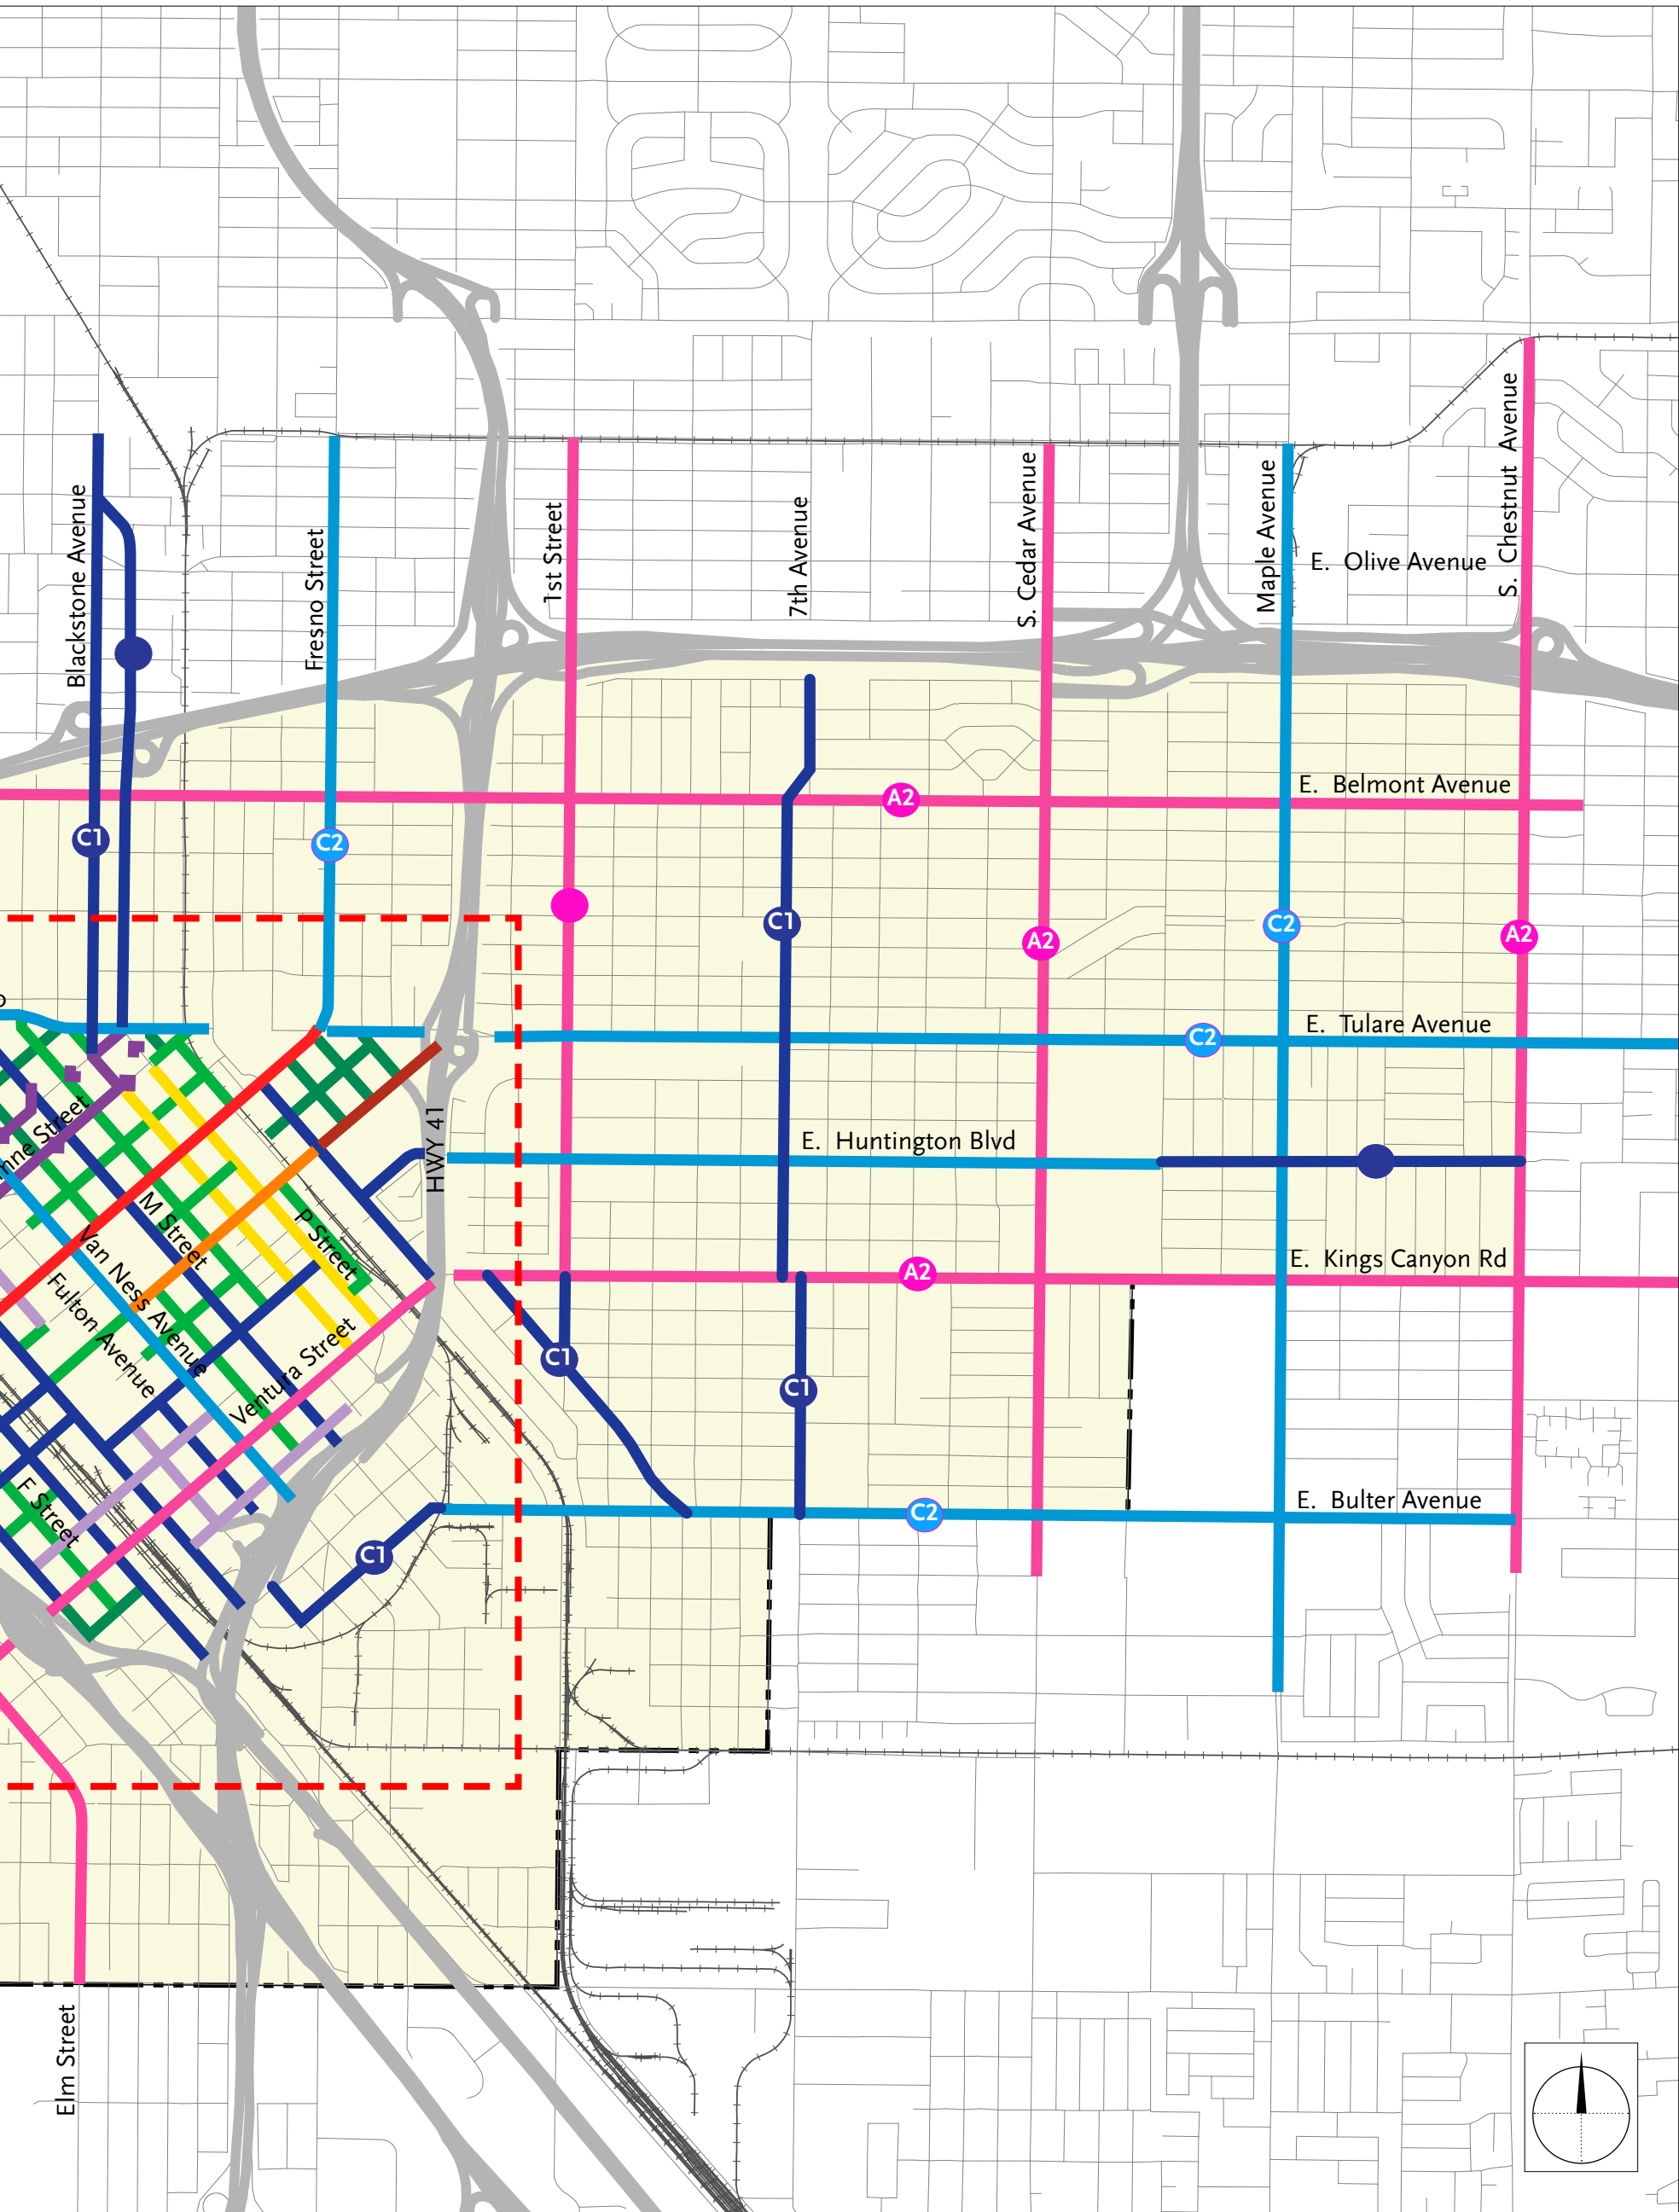 S. Chestnut Avenue
S. Cedar Avenue
Maple Avenue
Blackstone Avenue
7th Avenue
1st Street
Fresno Street
E. Olive Avenue
E. Belmont Avenue
A2
C1
C2
C1
C2
A2
A2
E. Tulare Avenue
C2
HWY 41
E. Huntington Blvd
M Street
P Street
Van Ness Avenue
Fulton Avenue
E. Kings Canyon Rd
A2
Ventura Street
C1
C1
F Street
E. Bulter Avenue
C2
C1
Elm Street